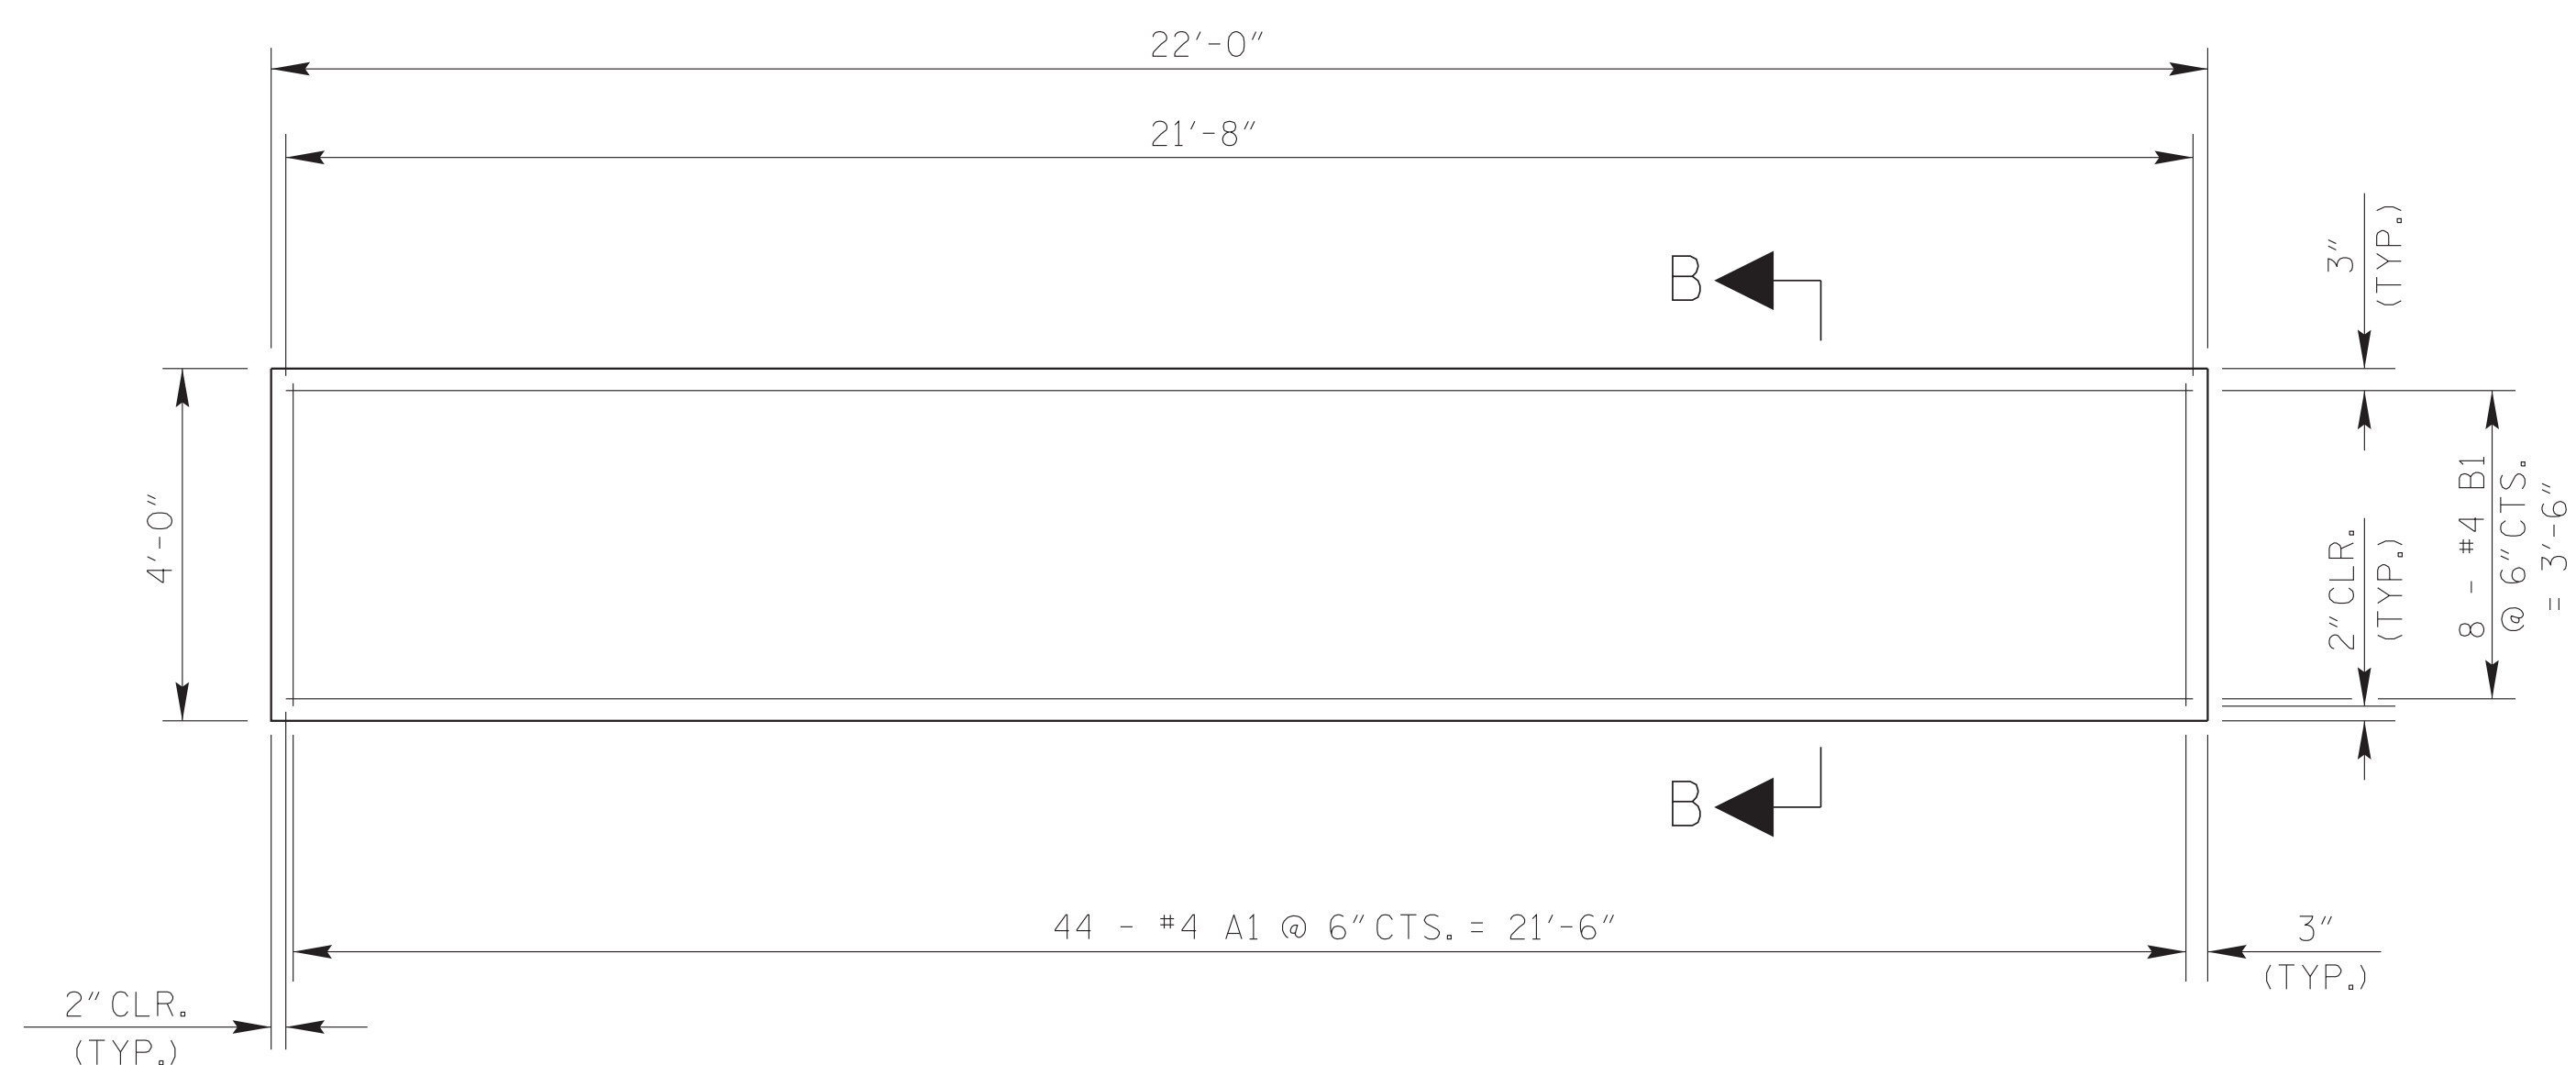 22'-0"
21'-8"
3"
(TYP.)
B
4'-0"
8 - #4 B1
@ 6"CTS.
= 3'-6"
2"CLR.
(TYP.)
B
44 - #4 A1 @ 6"CTS. = 21'-6"
3"
(TYP.)
2"CLR.
(TYP.)